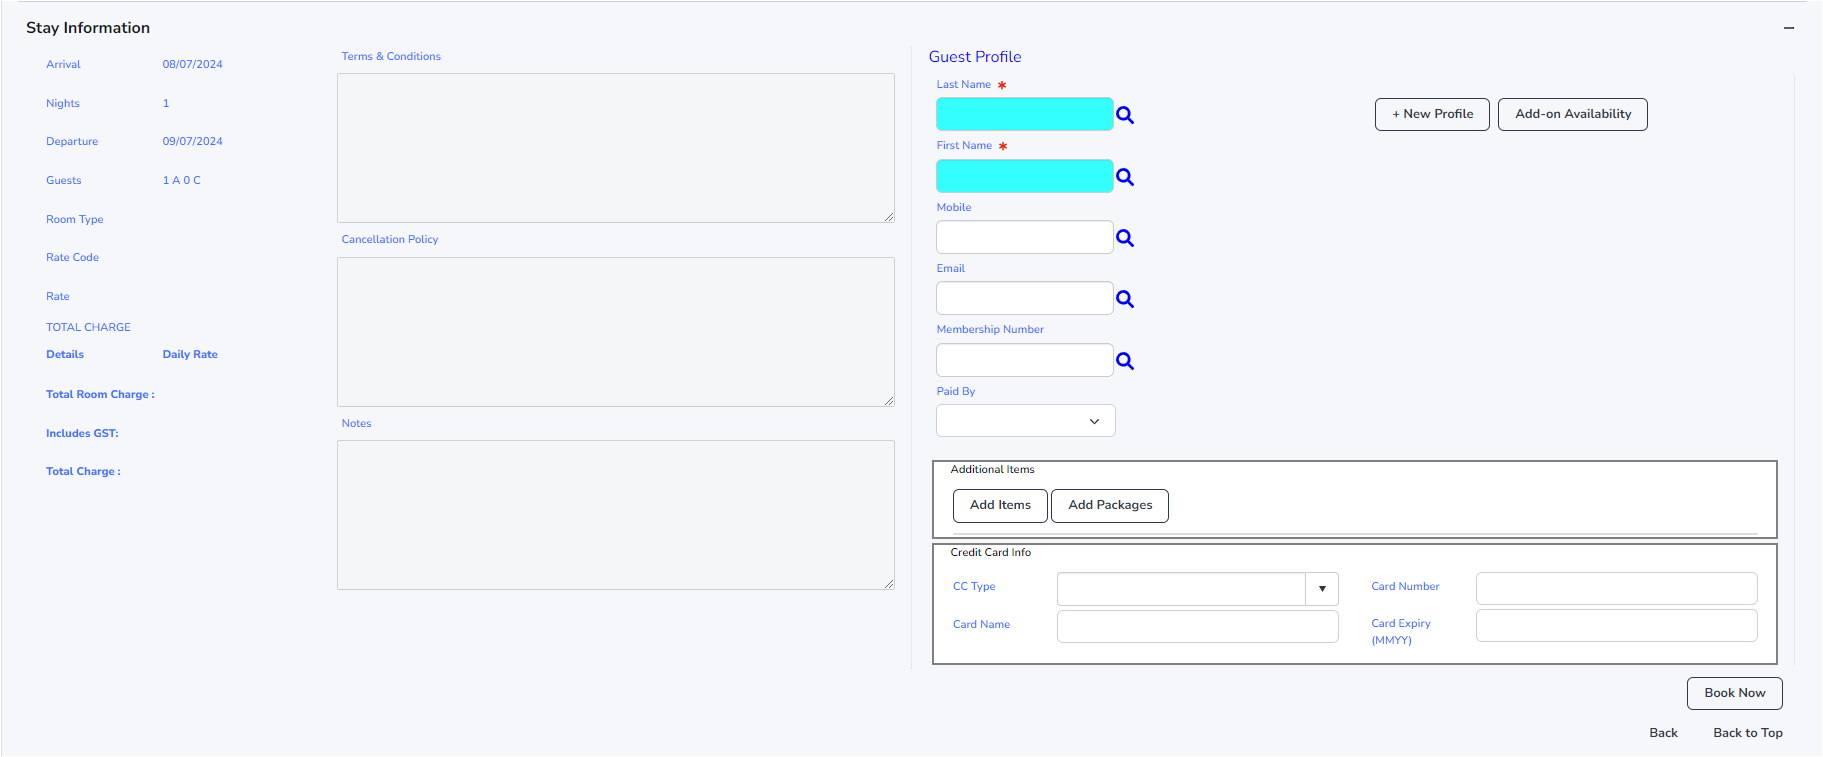 Stay Information
Arrival 08/07/2024
Nights 1
Departure 09/07/2024
Guests 1 A 0 C
Room Type
Rate Code
Rate
TOTAL CHARGE
Details Daily Rate
Total Room Charge :
Includes GST:
Total Charge :
Terms & Conditions
Cancellation Policy
Notes
Guest Profile
Last Name *
+ New Profile Add-on Availability
First Name *
Mobile
Email
Membership Number
Paid By
Additional Items
Add Items Add Packages
Credit Card Info
CC Type Card Number
Card Name Card Expiry
(MMYY)
Book Now
Back Back to Top